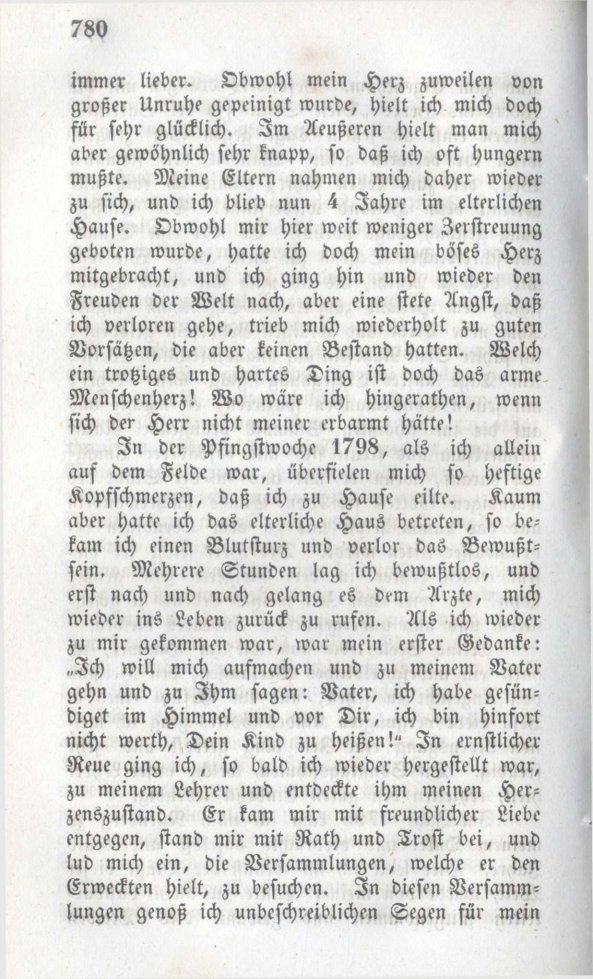 780
immer lieber. Obwohl mein Herz zuweilen von
großer Unruhe gepeinigt wurde, hielt ich mich doch
für sehr glücklich. Im Aeußeren hielt man mich
aber gewöhnlich sehr knapp, so daß ich oft hungern
mußte. Meine Eltern nahmen mich daher wieder
zu sich, und ich blieb nun 4 Jahre im elterlichen
Hause. Obwohl mir hier weit weniger Zerstreuung
geboten wurde, hatte ich doch mein böses Herz
mitgebracht, und ich ging hin und wieder den
Freuden der Welt nach, aber eine stete Angst, daß
ich verloren gehe, trieb mich wiederholt zu guten
Vorsätzen, die aber keinen Bestand hatten. Welch
ein trotziges und hartes Ding ist doch das arme
Menschenherz! Wo wäre ich hingerathen, wenn
sich der Herr nicht meiner erbarmt hätte!
In der Pfingstwoche 1798, als ich allein
auf dem Felde war, überfielen mich so heftige
Kopfschmerzen, daß ich zu Hause eilte. Kaum
aber hatte ich das elterliche Haus betreten, so be-
kam ich einen Blutsturz und verlor das Bewußt-
sein. Mehrere Stunden lag ich bewußtlos, und
erst nach und nach gelang es dem Arzte, mich
wieder ins Leben zurück zu rufen. Als ich wieder
zu mir gekommen war, war mein erster Gedanke:
„Ich will mich aufmachen und zu meinem Vater
gehn und zu Ihm sagen: Vater, ich habe gesün-
diget im Himmel und vor Dir, ich bin hinfort
nicht werth, Dein Kind zu heißen!“ In ernstlicher
Reue ging ich, so bald ich wieder hergestellt war,
zu meinem Lehrer und entdeckte ihm meinen Her-
zenszustand. Er kam mir mit freundlicher Liebe
entgegen, stand mir mit Rath und Trost bei, und
lud mich ein, die Versammlungen, welche er den
Erweckten hielt, zu besuchen. In diesen Versamm-
lungen genoß ich unbeschreiblichen Segen für mein